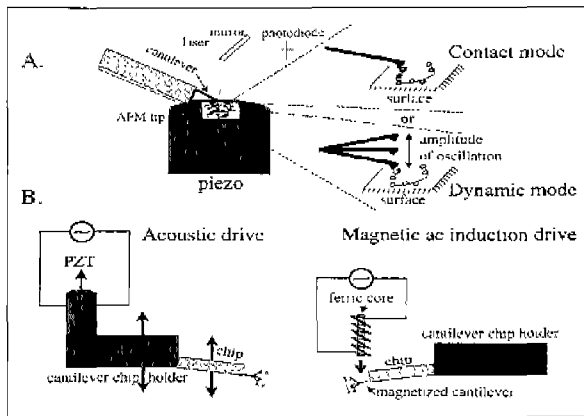 A.
cantilever
laser
mirror
photodiode
AFM tip
piezo
Contact mode
surface
or
amplitude
of oscillation
surface
Dynamic mode
B.
Acoustic drive
PZT
chip
cantilever chip holder
Magnetic ac induction drive
ferric core
cantilever chip holder
chip
magnetized cantilever